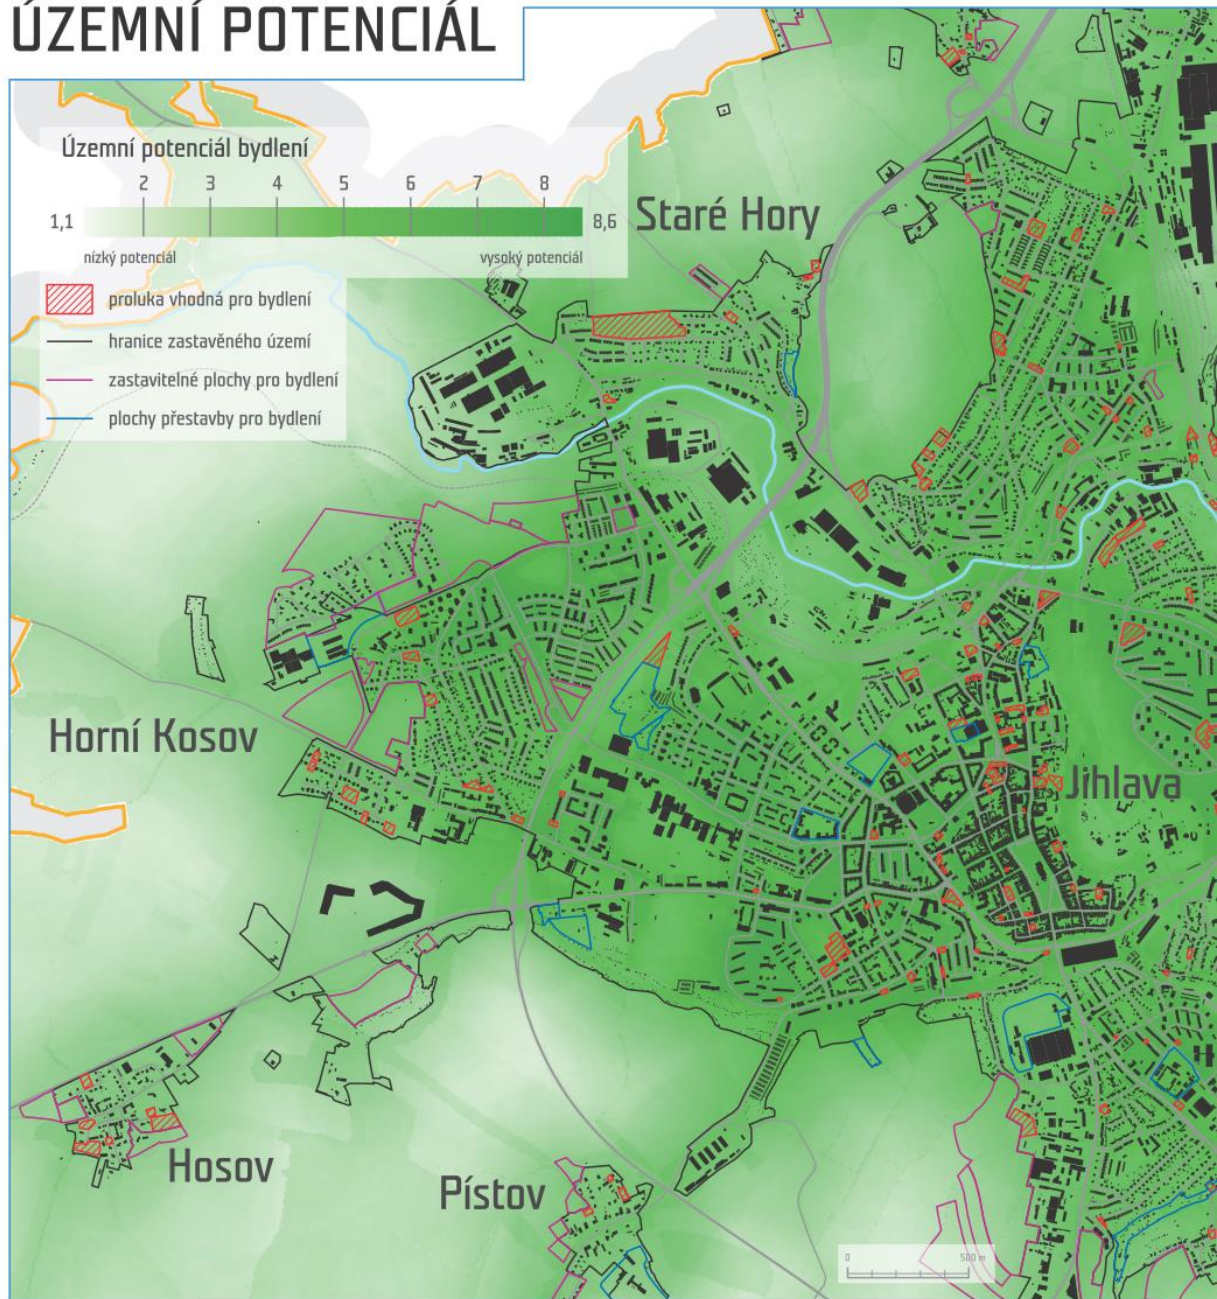 ÚZEMNÍ POTENCIÁL
Územní potenciál bydlení
2 3 4 5 6 7 8
1,1 8,6
nízký potenciál vysoký potenciál
proluka vhodná pro bydlení
hranice zastavěného území
zastavitelné plochy pro bydlení
plochy přestavby pro bydlení
Staré Hory
Horní Kosov
Jihlava
Hosov
Pístov
0 500 m